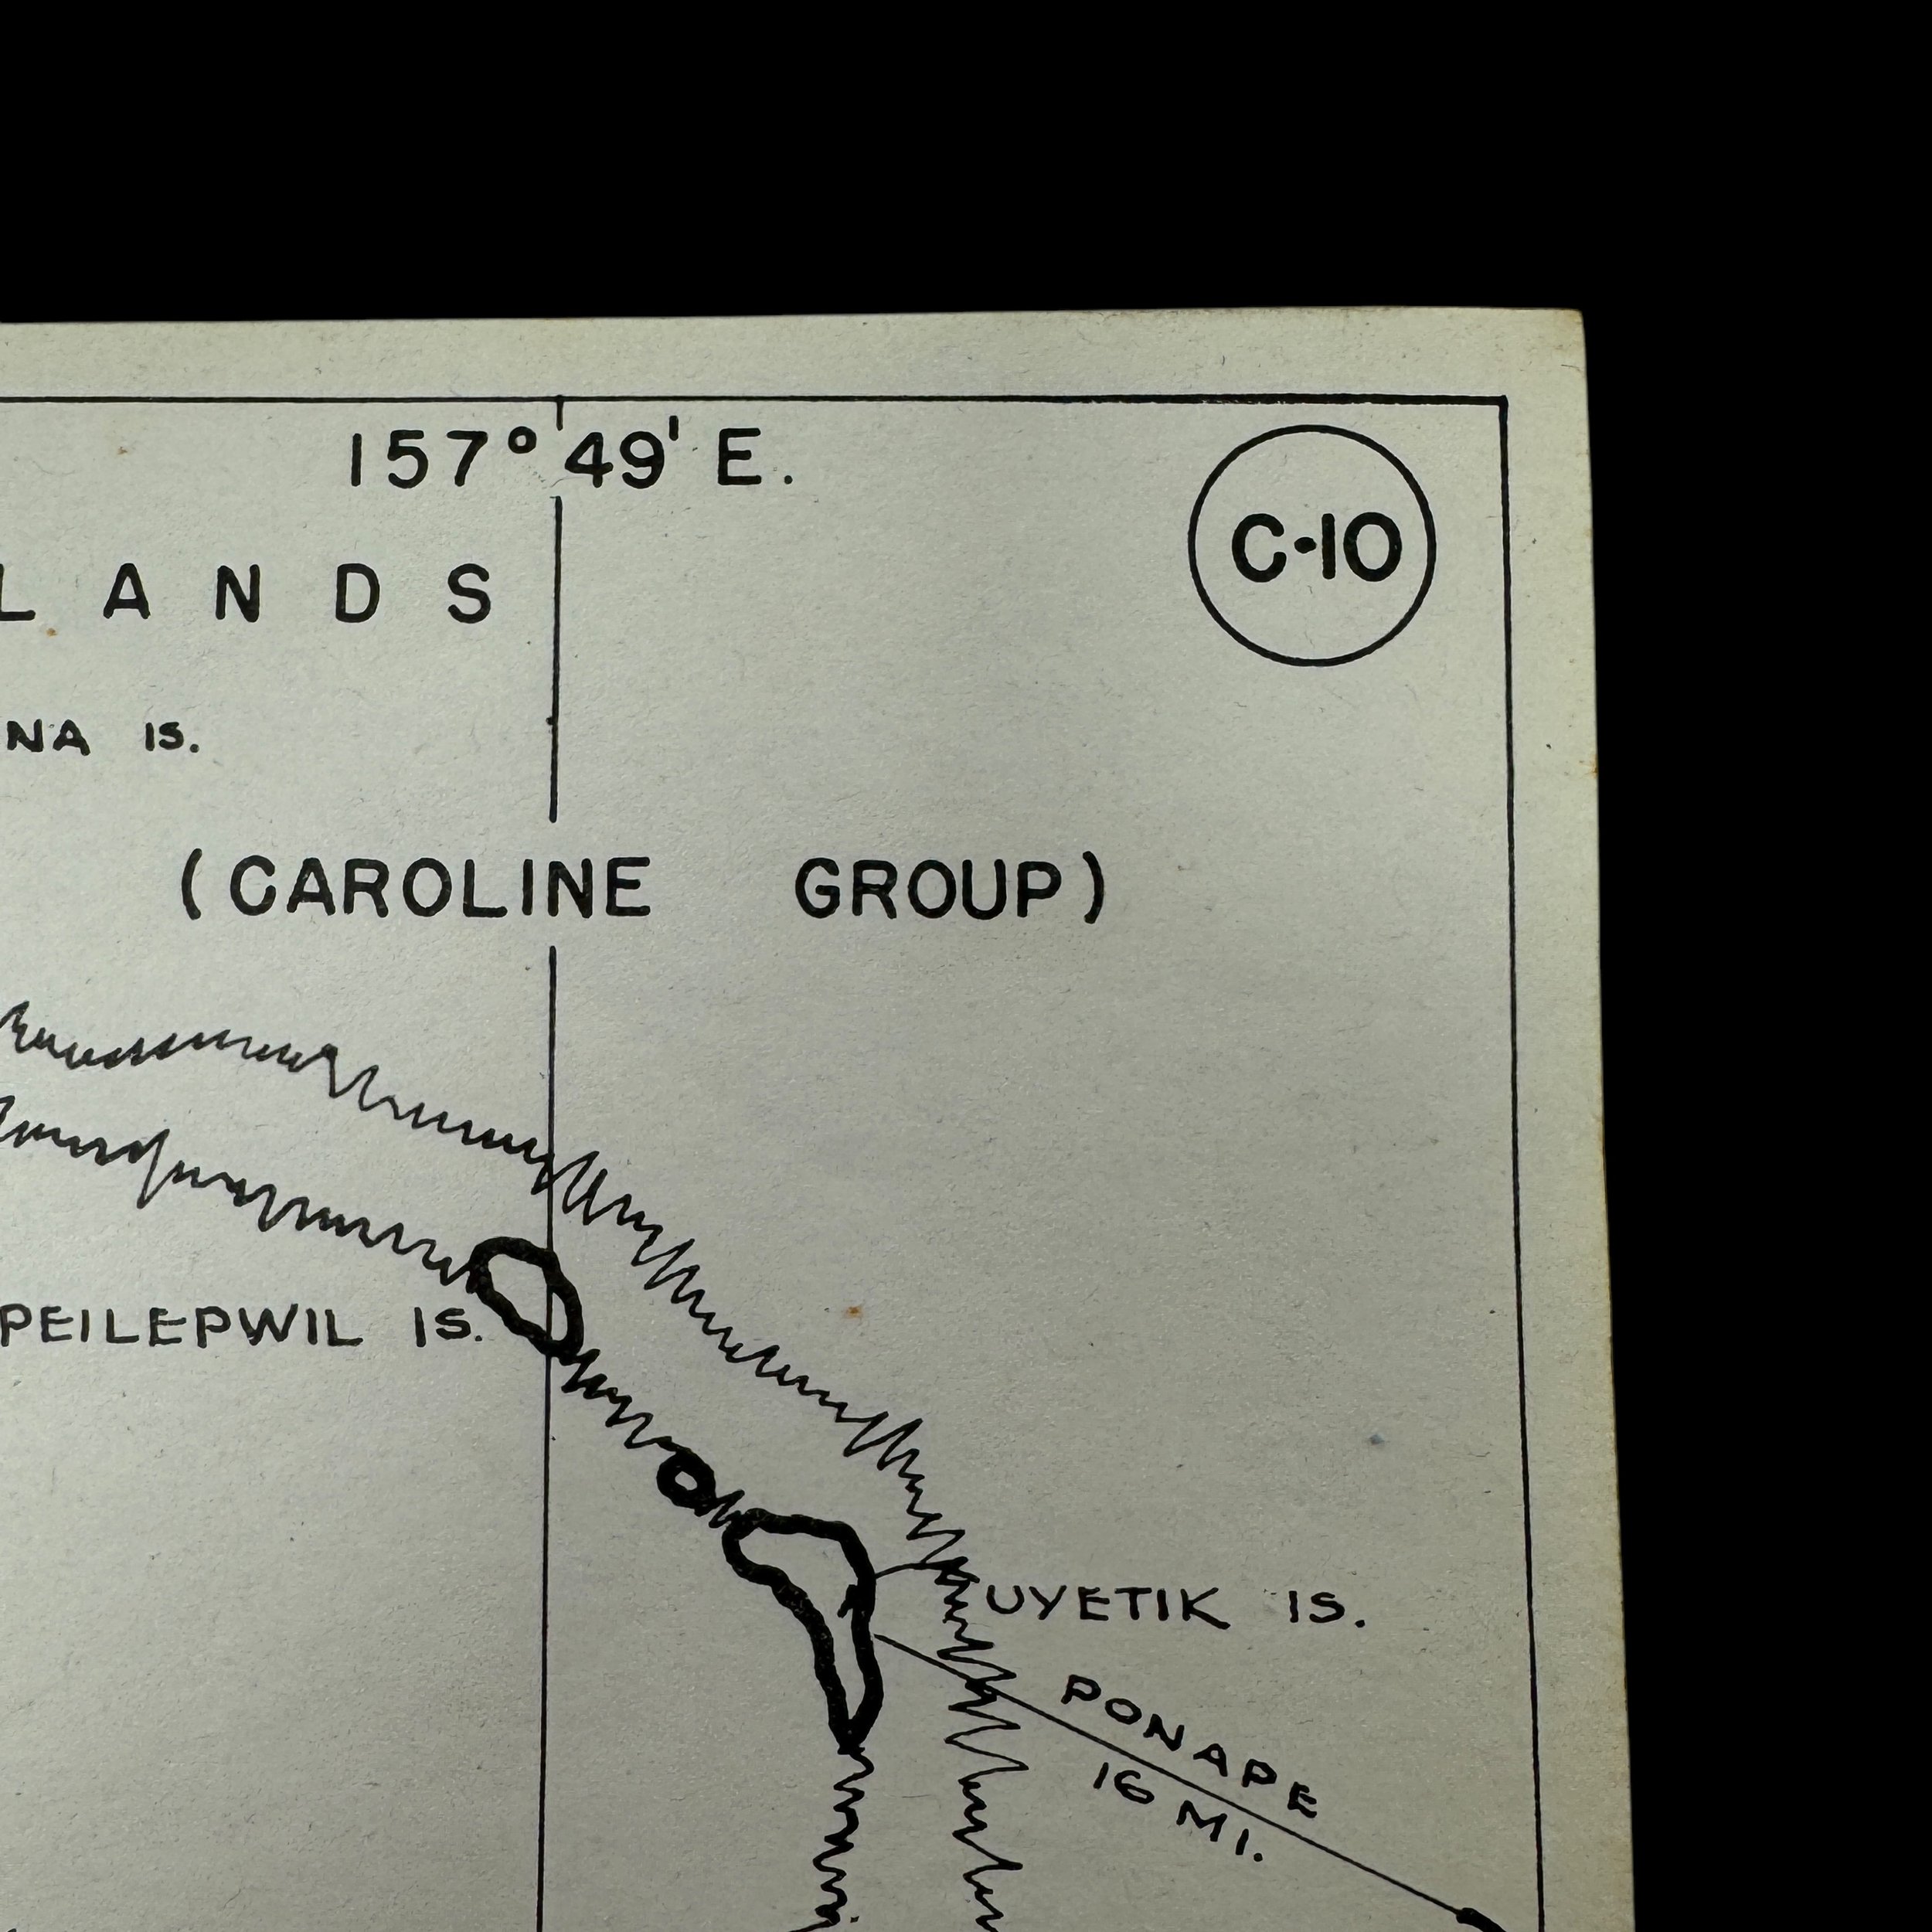 157° 49' E.
C-10
LANDS
NA IS.
(CAROLINE GROUP)
PEILEPWIL IS.
UYETIK IS.
PONAPE
16 MI.